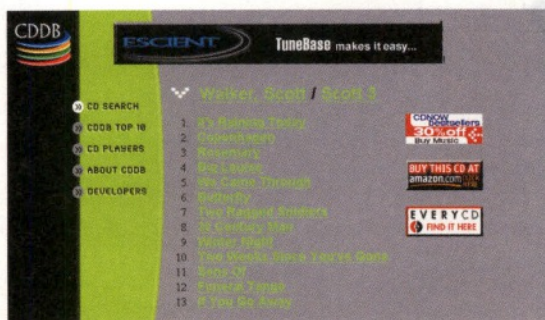 CDDB
ESCIENT TuneBase makes it easy...
Walker, Scott / Scott 3
CD SEARCH
CDDB TOP 10
CD PLAYERS
ABOUT CDDB
DEVELOPERS
1. It's Raining Today
2. Copenhagen
3. Rosemary
4. Big Louise
5. We Came Through
6. Butterfly
7. Two Ragged Soldiers
8. 30 Century Man
9. Winter Night
10. Two Weeks Since You've Gone
11. Sons Of
12. Funeral Tango
13. If You Go Away
CDNOW
bestsellers
30% off
Buy Music
BUY THIS CD AT
amazon.com
EVERYCD
FIND IT HERE